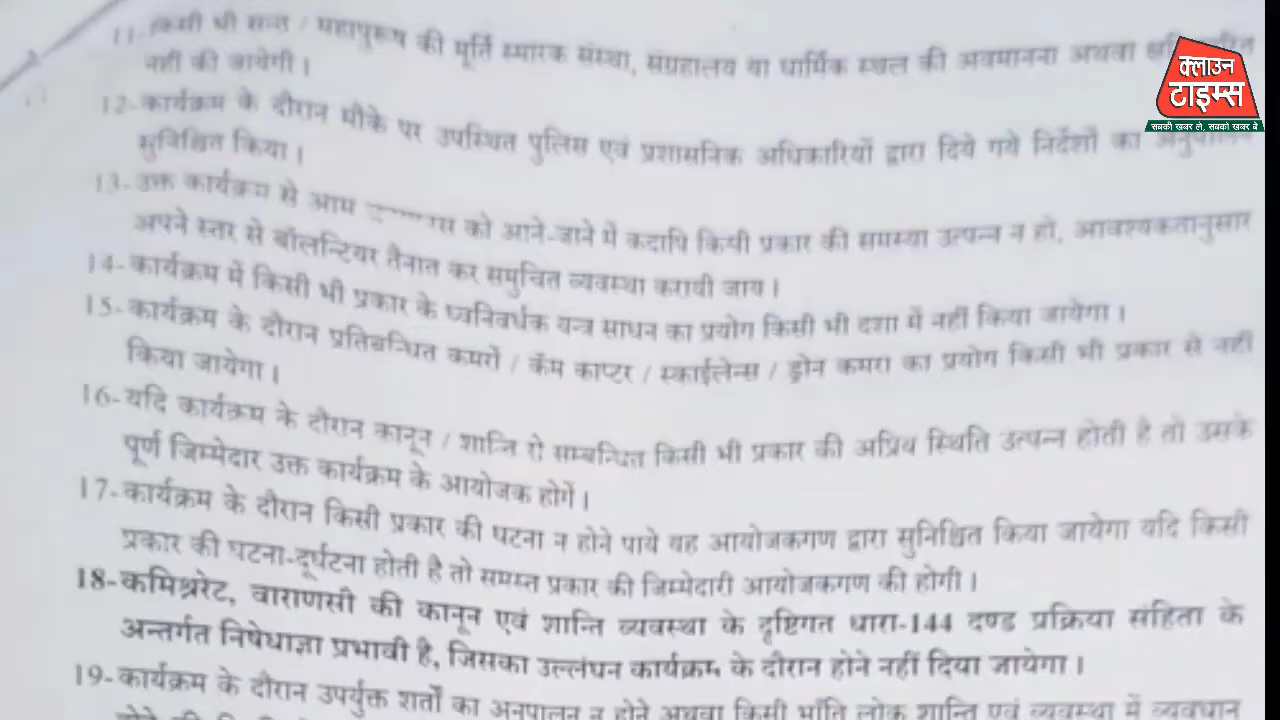 11- किसी भी सन्त / महापुरूष की मूर्ति स्मारक संस्था, संग्रहालय या धार्मिक स्थल की अवमानना अथवा
नहीं की जायेगी।
12- कार्यक्रम के दौरान मौके पर उपस्थित पुलिस एवं प्रशासनिक अधिकारियों द्वारा दिये गये निर्देशों का अनुपालन
सुनिश्चित किया।
13- उक्त कार्यक्रम से आम को आने-जाने में कदापि किसी प्रकार की समस्या उत्पन्न न हो, आवश्यकतानुसार
अपने स्तर से बॉलन्टियर तैनात कर समुचित व्यवस्था करायी जाय।
14- कार्यक्रम में किसी भी प्रकार के ध्वनिवर्धक यन्त्र साधन का प्रयोग किसी भी दशा में नहीं किया जायेगा।
15- कार्यक्रम के दौरान प्रतिबन्धित कमरों / कॅम काप्टर / स्काईलेन्स / ड्रोन कमरा का प्रयोग किसी भी प्रकार से नहीं
किया जायेगा।
16- यदि कार्यक्रम के दौरान कानून / शान्ति से सम्बन्धित किसी भी प्रकार की अप्रिय स्थिति उत्पन्न होती है तो उसके
पूर्ण जिम्मेदार उक्त कार्यक्रम के आयोजक होगें।
17- कार्यक्रम के दौरान किसी प्रकार की घटना न होने पाये यह आयोजकगण द्वारा सुनिश्चित किया जायेगा यदि किसी
प्रकार की घटना-दूर्घटना होती है तो समस्त प्रकार की जिम्मेदारी आयोजकगण की होगी।
18- कमिश्नरेट, वाराणसी की कानून एवं शान्ति व्यवस्था के दृष्टिगत धारा-144 दण्ड प्रक्रिया संहिता के
अन्तर्गत निषेधाज्ञा प्रभावी है, जिसका उल्लंघन कार्यक्रम के दौरान होने नहीं दिया जायेगा।
19- कार्यक्रम के दौरान उपर्युक्त शर्तों का अनुपालन न होने अथवा किसी भाँति लोक शान्ति एवं व्यवस्था में व्यवधान
क्लाउन
टाइम्स
सबकी खबर ले, सबको खबर दे